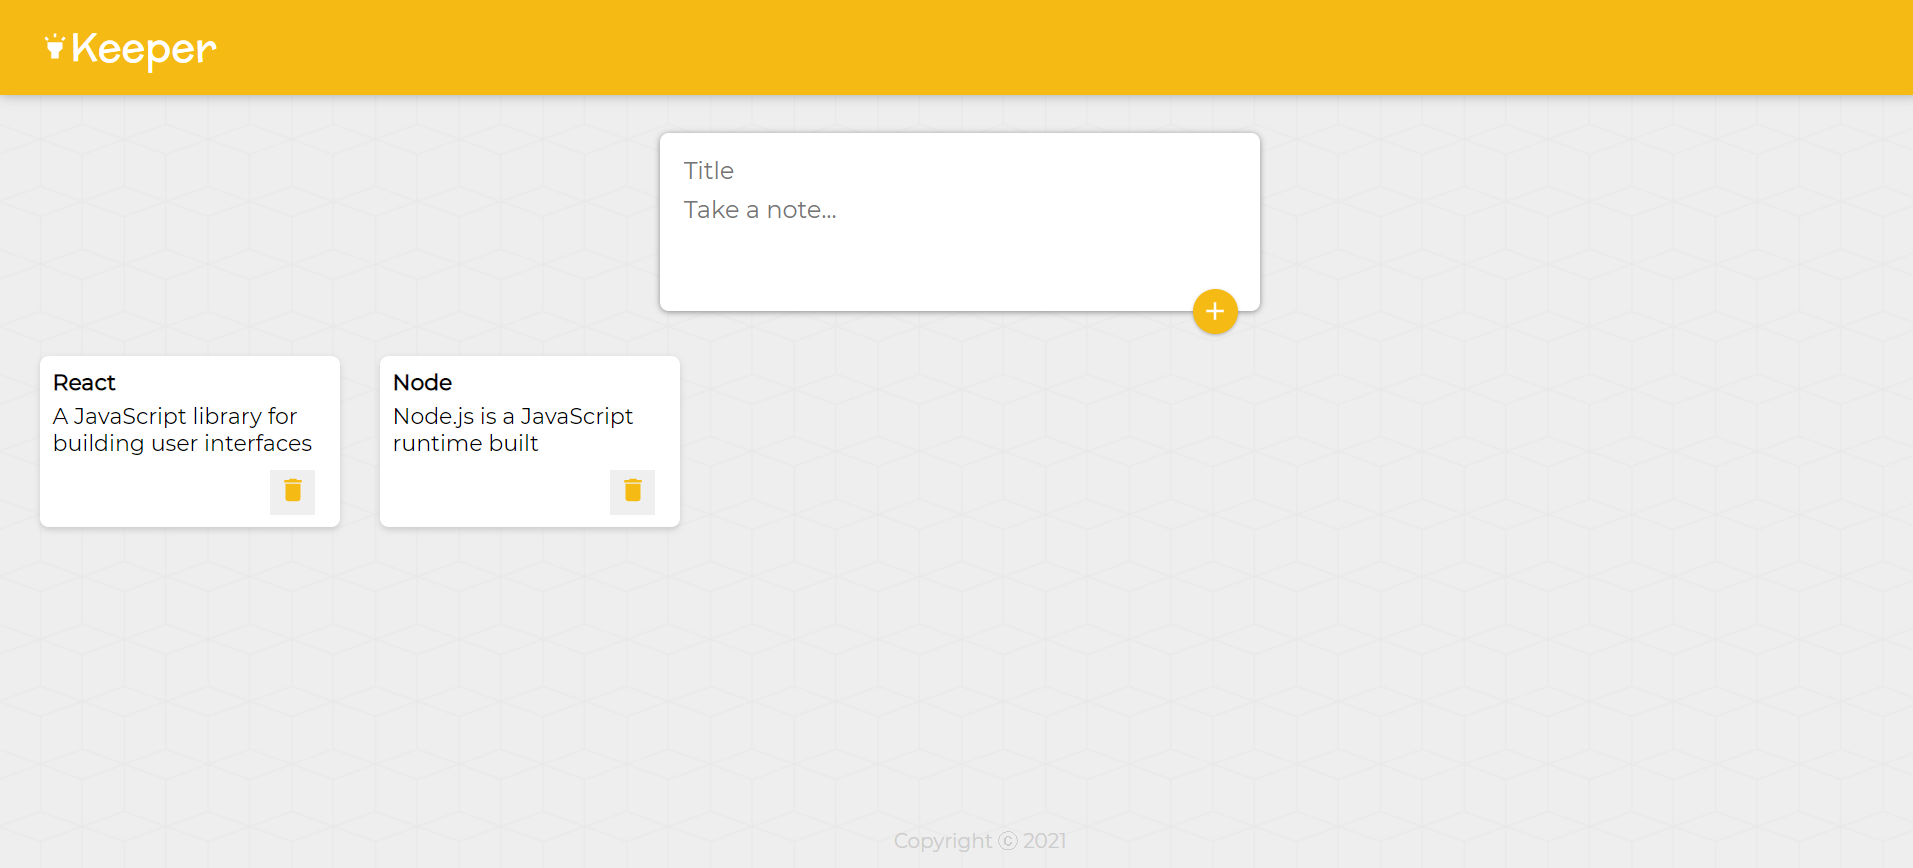 Keeper
Title
Take a note...
React
A JavaScript library for
building user interfaces
Node
Node.js is a JavaScript
runtime built
Copyright ⓒ 2021